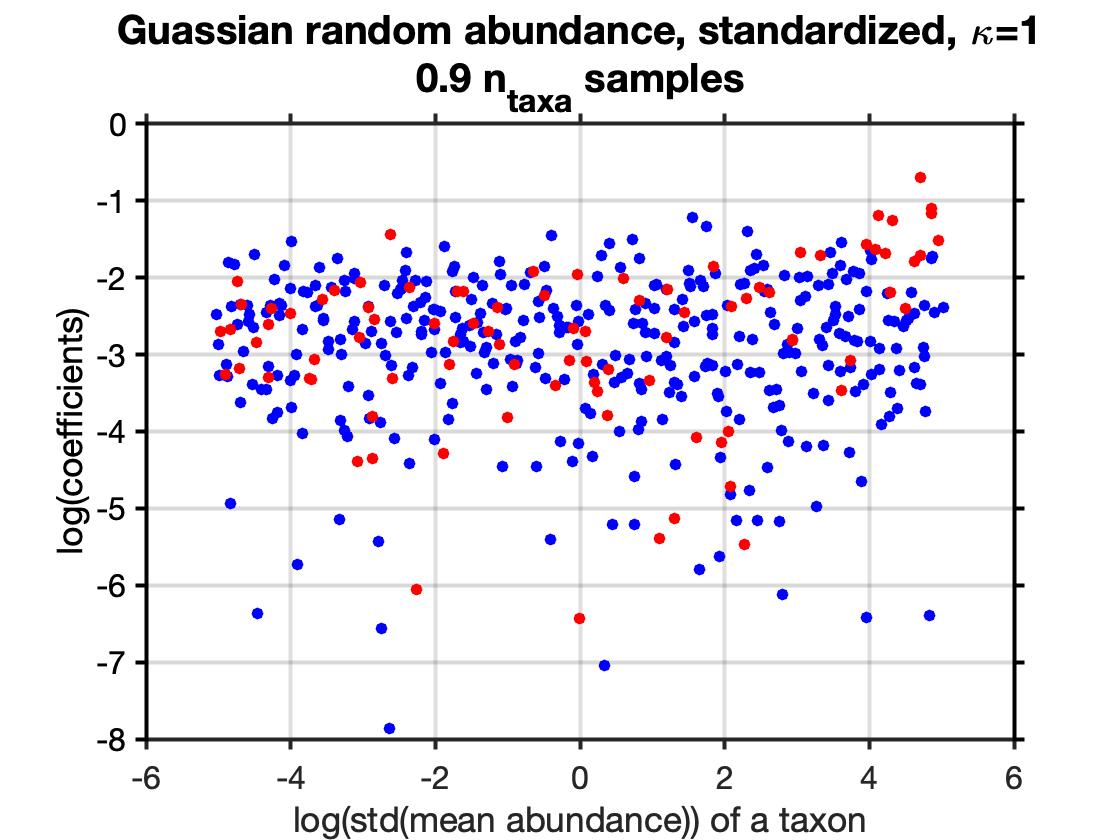 Guassian random abundance, standardized, κ=1
0.9 n_taxa samples
0
-1
-2
-3
-4
-5
-6
-7
-8
log(coefficients)
-6 -4 -2 0 2 4 6
log(std(mean abundance)) of a taxon